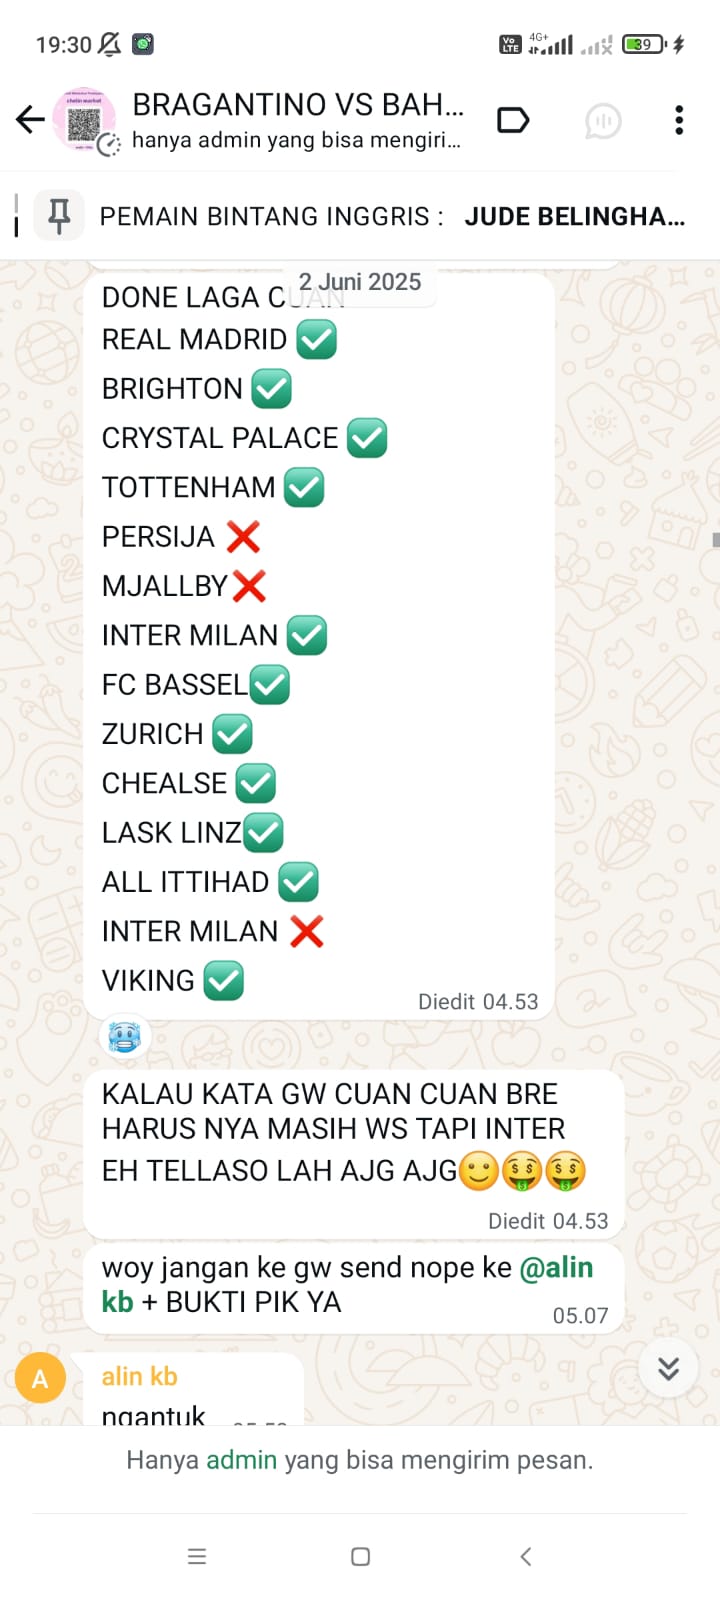 19:30
Vo LTE 4G+ 39
BRAGANTINO VS BAH...
hanya admin yang bisa mengiri...
PEMAIN BINTANG INGGRIS : JUDE BELINGHA...
2 Juni 2025
DONE LAGA CUAN
REAL MADRID ✅
BRIGHTON ✅
CRYSTAL PALACE ✅
TOTTENHAM ✅
PERSIJA ❌
MJALLBY❌
INTER MILAN ✅
FC BASSEL✅
ZURICH ✅
CHEALSE ✅
LASK LINZ✅
ALL ITTIHAD ✅
INTER MILAN ❌
VIKING ✅
Diedit 04.53
🥶
KALAU KATA GW CUAN CUAN BRE
HARUS NYA MASIH WS TAPI INTER
EH TELLASO LAH AJG AJG🙂🤑🤑
Diedit 04.53
woy jangan ke gw send nope ke @alin
kb + BUKTI PIK YA
05.07
A
alin kb
ngantuk
Hanya admin yang bisa mengirim pesan.